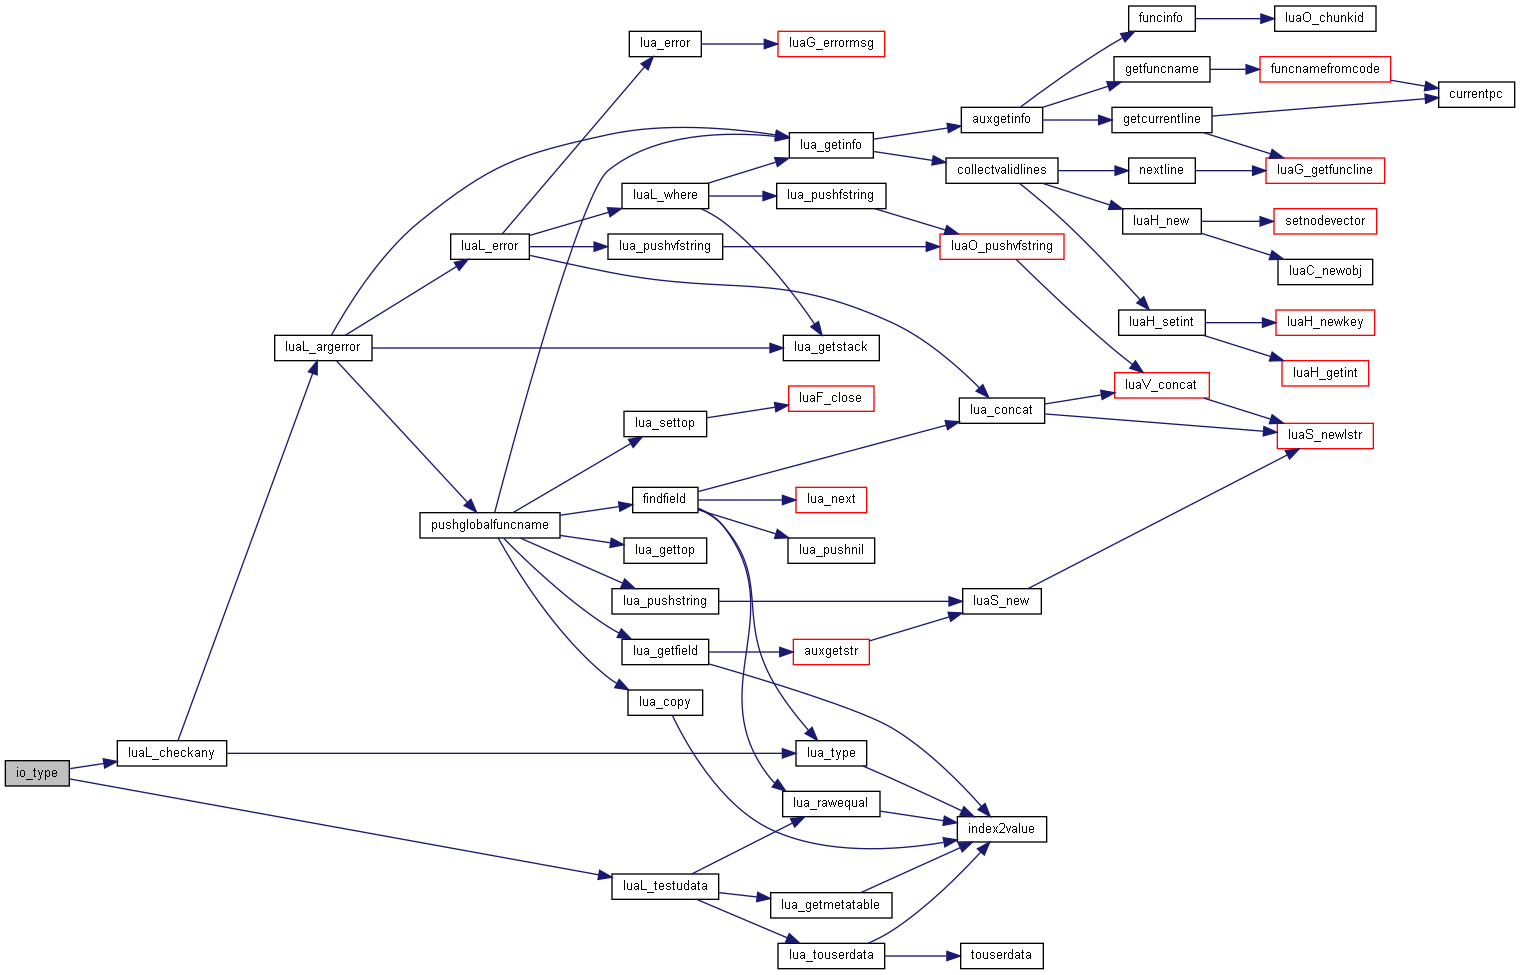 funcinfo
luaO_chunkid
lua_error
luaG_errormsg
getfuncname
funcnamefromcode
currentpc
auxgetinfo
getcurrentline
lua_getinfo
collectvalidlines
nextline
luaG_getfuncline
luaL_where
lua_pushfstring
luaH_new
setnodevector
luaL_error
lua_pushvfstring
luaO_pushvfstring
luaC_newobj
luaH_setint
luaH_newkey
luaL_argerror
lua_getstack
luaH_getint
luaV_concat
luaF_close
lua_concat
lua_settop
luaS_newlstr
findfield
lua_next
pushglobalfuncname
lua_gettop
lua_pushnil
lua_pushstring
luaS_new
lua_getfield
auxgetstr
lua_copy
luaL_checkany
lua_type
io_type
lua_rawequal
index2value
luaL_testudata
lua_getmetatable
lua_touserdata
touserdata